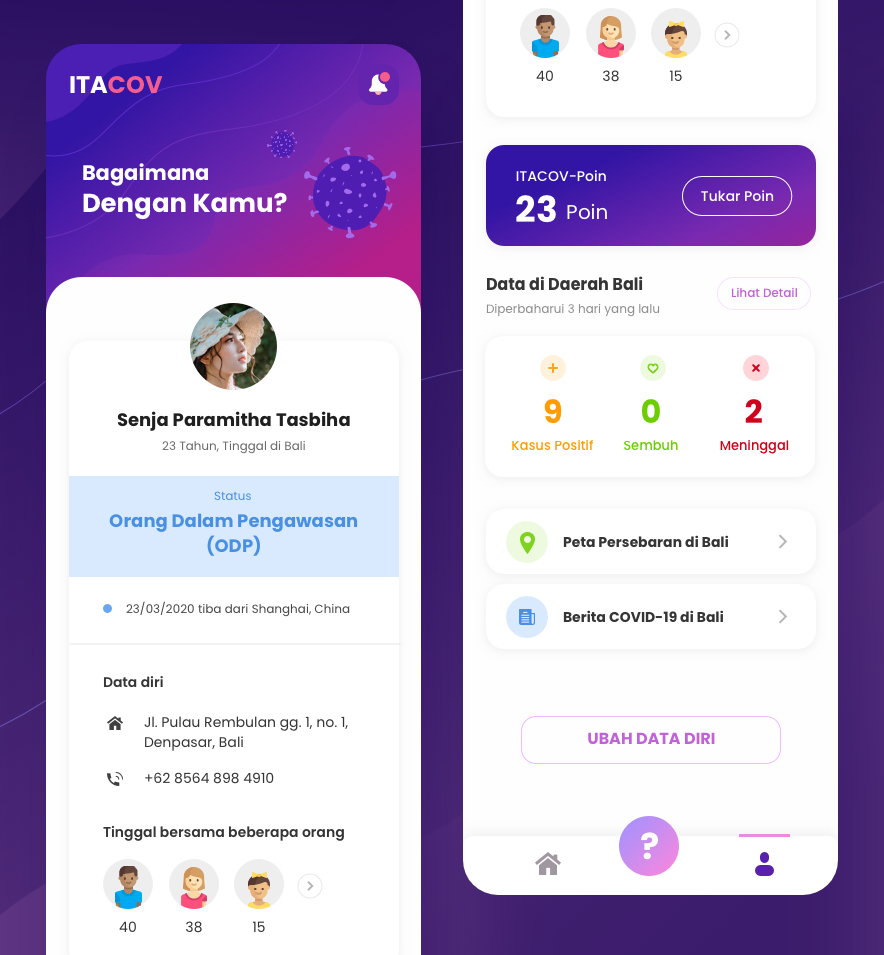 ITACOV
Bagaimana
Dengan Kamu?
Senja Paramitha Tasbiha
23 Tahun, Tinggal di Bali
Status
Orang Dalam Pengawasan
(ODP)
23/03/2020 tiba dari Shanghai, China
Data diri
Jl. Pulau Rembulan gg. 1, no. 1,
Denpasar, Bali
+62 8564 898 4910
Tinggal bersama beberapa orang
40 38 15
40 38 15
ITACOV-Poin
23 Poin
Tukar Poin
Data di Daerah Bali
Diperbaharui 3 hari yang lalu
Lihat Detail
9 0 2
Kasus Positif Sembuh Meninggal
Peta Persebaran di Bali
Berita COVID-19 di Bali
UBAH DATA DIRI
?